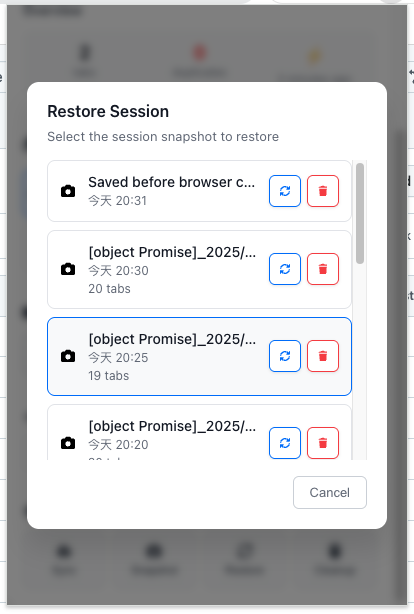 Restore Session
Select the session snapshot to restore
Saved before browser c...
今天 20:31
[object Promise]_2025/...
今天 20:30
20 tabs
[object Promise]_2025/...
今天 20:25
19 tabs
[object Promise]_2025/...
今天 20:20
Cancel